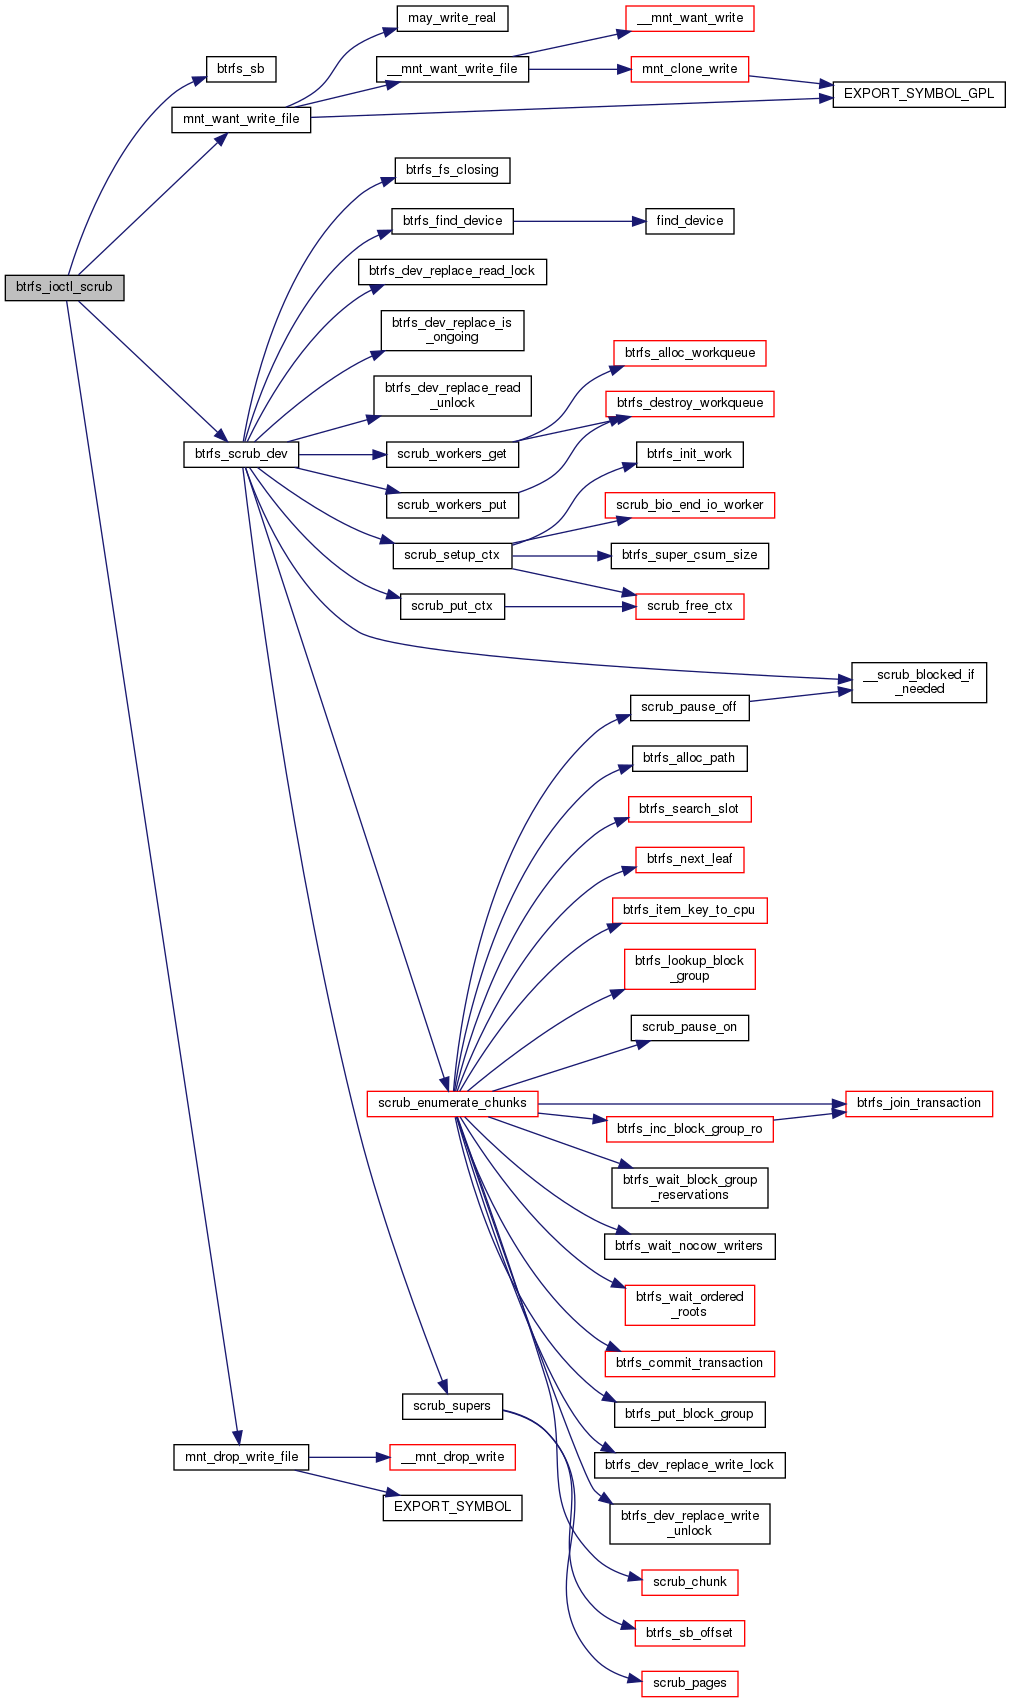 may_write_real
__mnt_want_write
btrfs_sb
__mnt_want_write_file
mnt_clone_write
EXPORT_SYMBOL_GPL
mnt_want_write_file
btrfs_fs_closing
btrfs_find_device
find_device
btrfs_dev_replace_read_lock
btrfs_ioctl_scrub
btrfs_dev_replace_is
_ongoing
btrfs_alloc_workqueue
btrfs_dev_replace_read
_unlock
btrfs_destroy_workqueue
btrfs_scrub_dev
scrub_workers_get
btrfs_init_work
scrub_workers_put
scrub_bio_end_io_worker
scrub_setup_ctx
btrfs_super_csum_size
scrub_put_ctx
scrub_free_ctx
__scrub_blocked_if
_needed
scrub_pause_off
btrfs_alloc_path
btrfs_search_slot
btrfs_next_leaf
btrfs_item_key_to_cpu
btrfs_lookup_block
_group
scrub_pause_on
scrub_enumerate_chunks
btrfs_join_transaction
btrfs_inc_block_group_ro
btrfs_wait_block_group
_reservations
btrfs_wait_nocow_writers
btrfs_wait_ordered
_roots
btrfs_commit_transaction
scrub_supers
btrfs_put_block_group
mnt_drop_write_file
__mnt_drop_write
btrfs_dev_replace_write_lock
EXPORT_SYMBOL
btrfs_dev_replace_write
_unlock
scrub_chunk
btrfs_sb_offset
scrub_pages